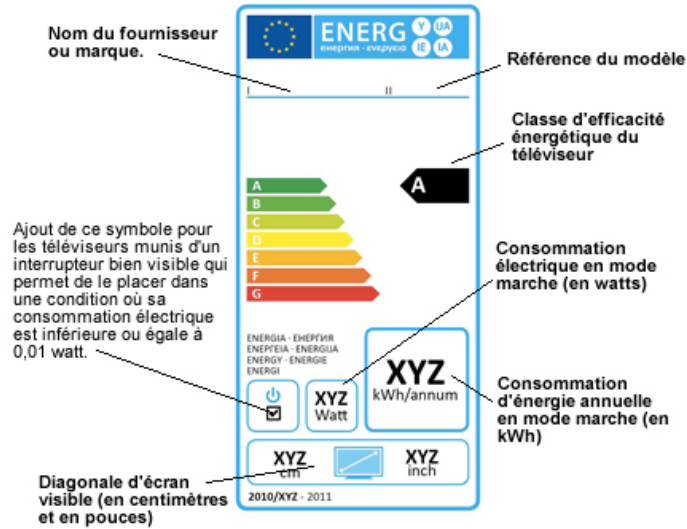 Nom du fournisseur
ou marque.
ENERG
енергия · ενεργεια
Y
UA
IE
IA
Référence du modèle
I
II
Classe d'efficacité
énergétique du
téléviseur
A
A
B
C
D
E
F
G
Ajout de ce symbole pour
les téléviseurs munis d'un
interrupteur bien visible qui
permet de le placer dans
une condition où sa
consommation électrique
est inférieure ou égale à
0,01 watt.
Consommation
électrique en mode
marche (en watts)
ENERGIA · ЕНЕРГИЯ
ΕΝΕΡΓΕΙΑ · ENERGIJA
ENERGY · ENERGIE
ENERGI
XYZ
Watt
XYZ
kWh/annum
Consommation
d'énergie annuelle
en mode marche (en
kWh)
XYZ
cm
XYZ
inch
Diagonale d'écran
visible (en centimètres
et en pouces)
2010/XYZ - 2011